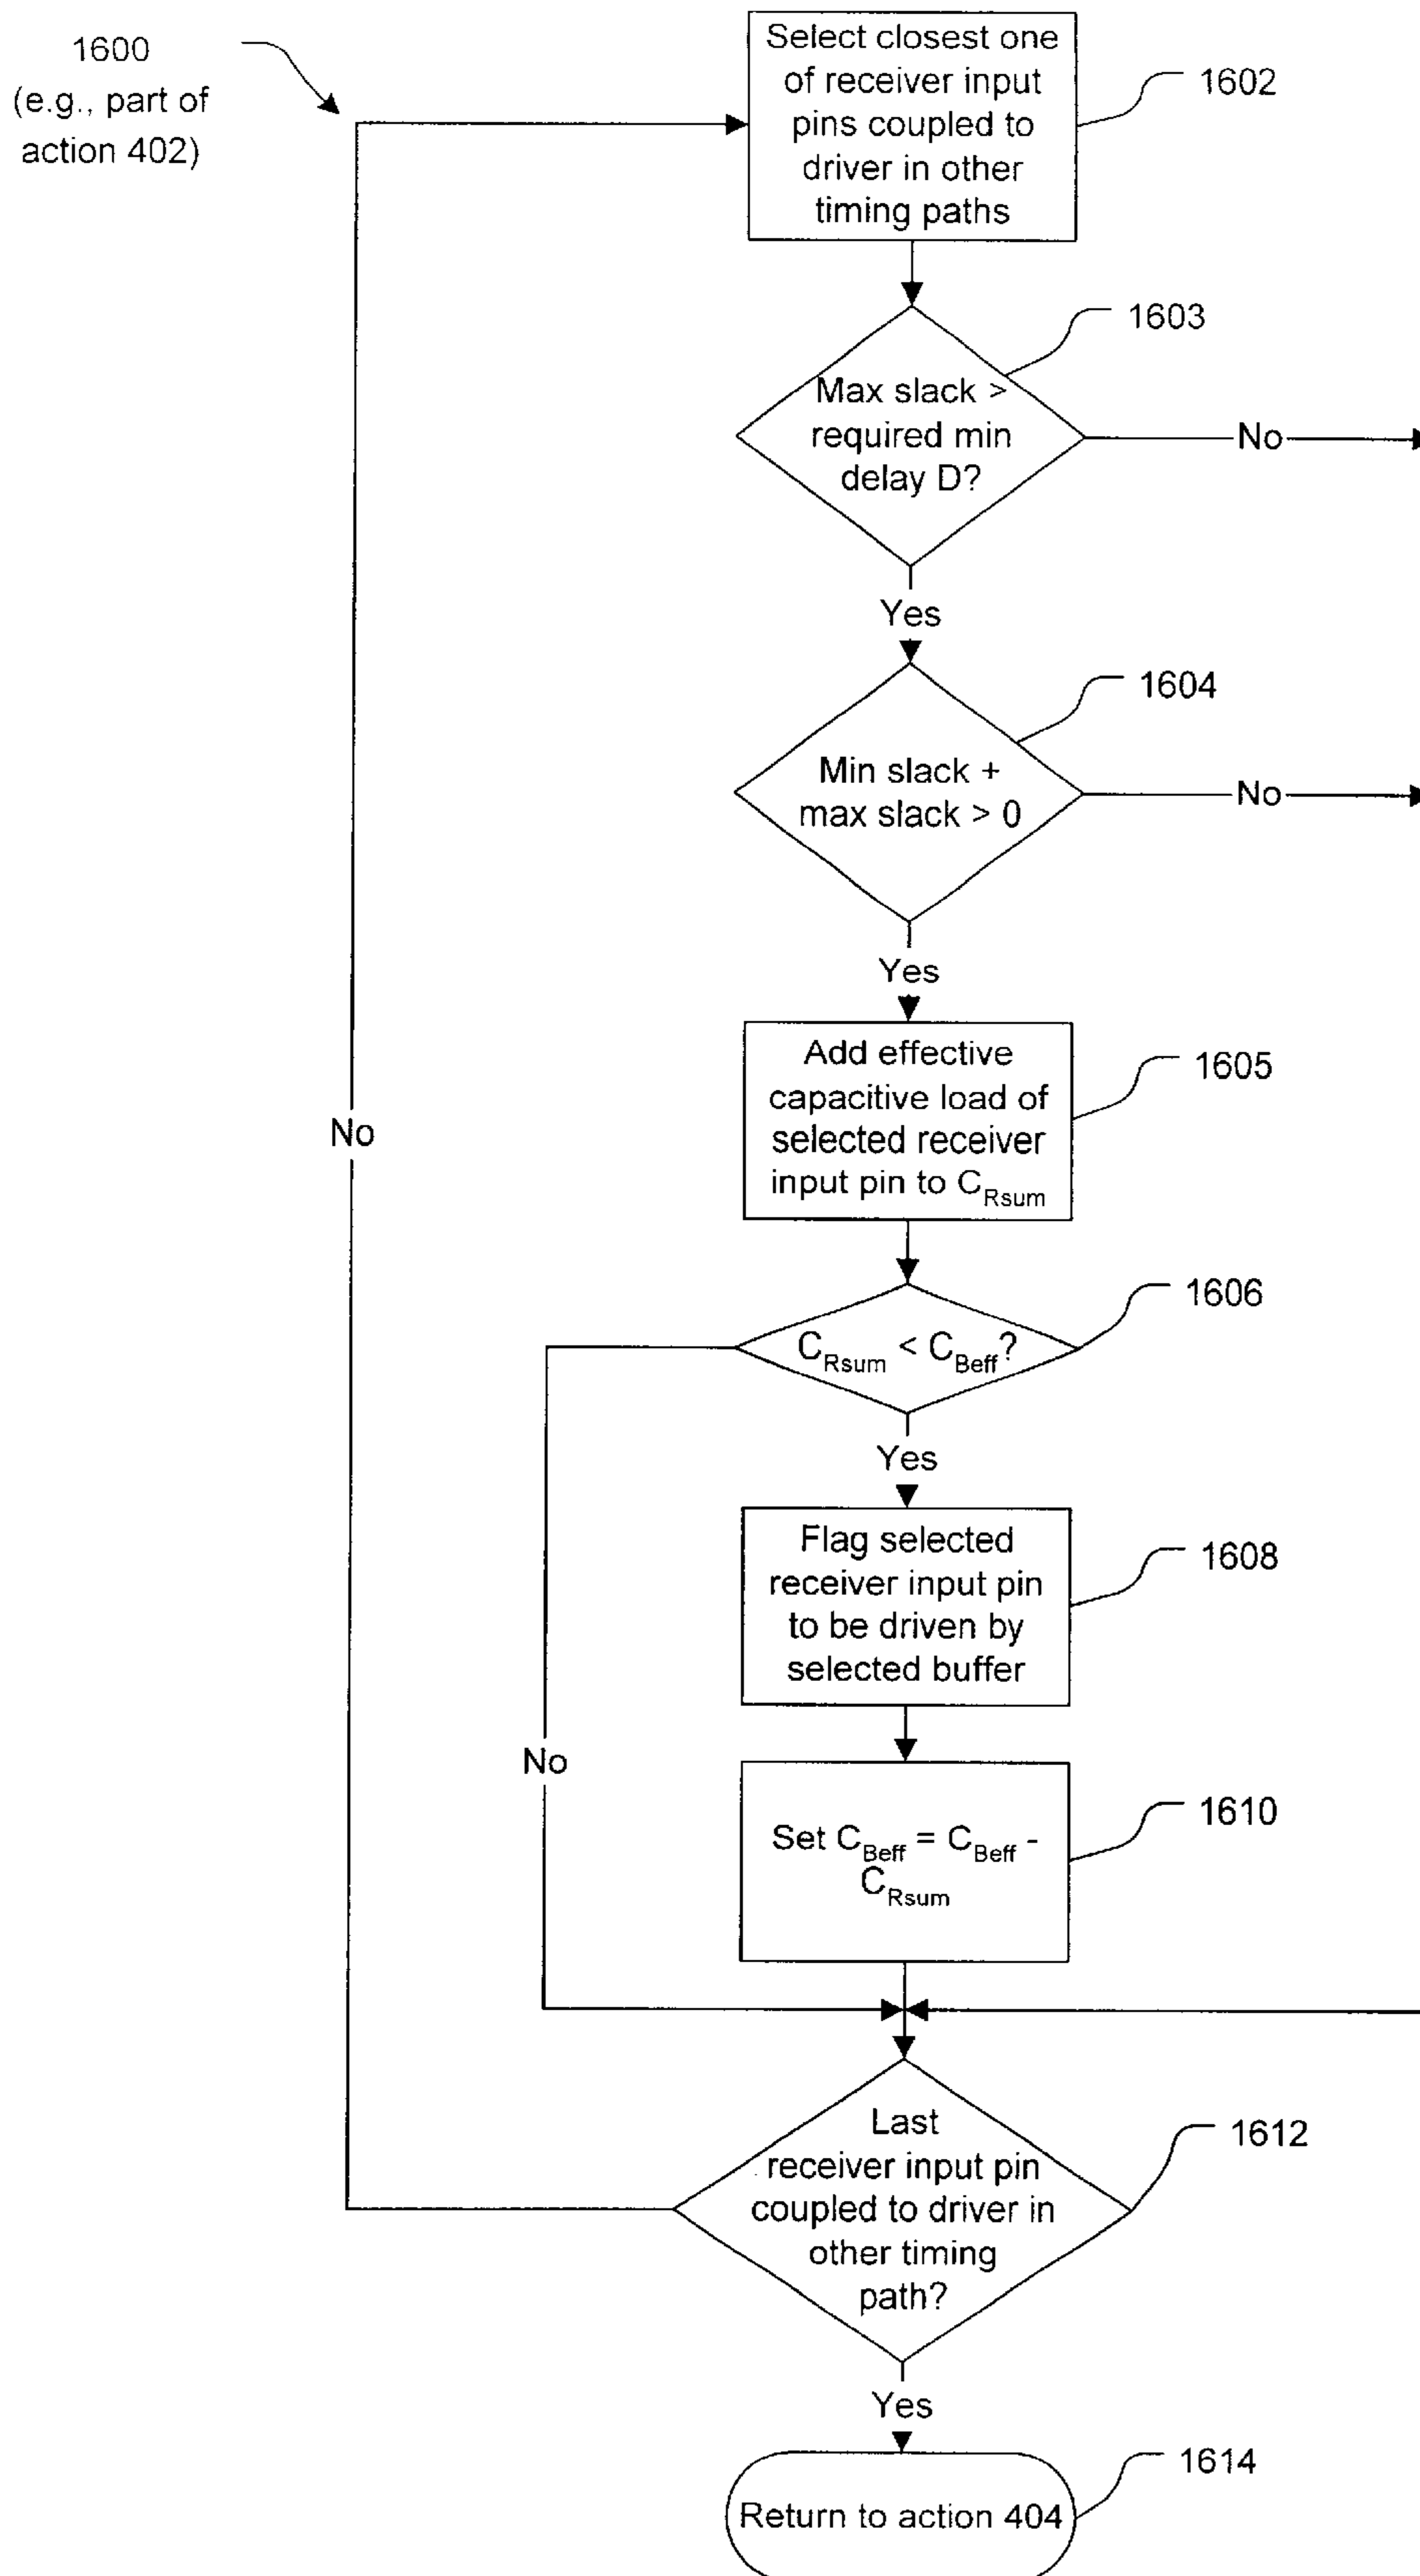 1600
(e.g., part of
action 402)
Select closest one
of receiver input
pins coupled to
driver in other
timing paths
1602
1603
Max slack >
required min
delay D?
No
Yes
1604
Min slack +
max slack > 0
No
Yes
Add effective
capacitive load of
selected receiver
input pin to CRsum
1605
No
1606
CRsum < CBeff?
Yes
Flag selected
receiver input pin
to be driven by
selected buffer
1608
No
Set CBeff = CBeff -
CRsum
1610
Last
receiver input pin
coupled to driver in
other timing
path?
1612
Yes
Return to action 404
1614